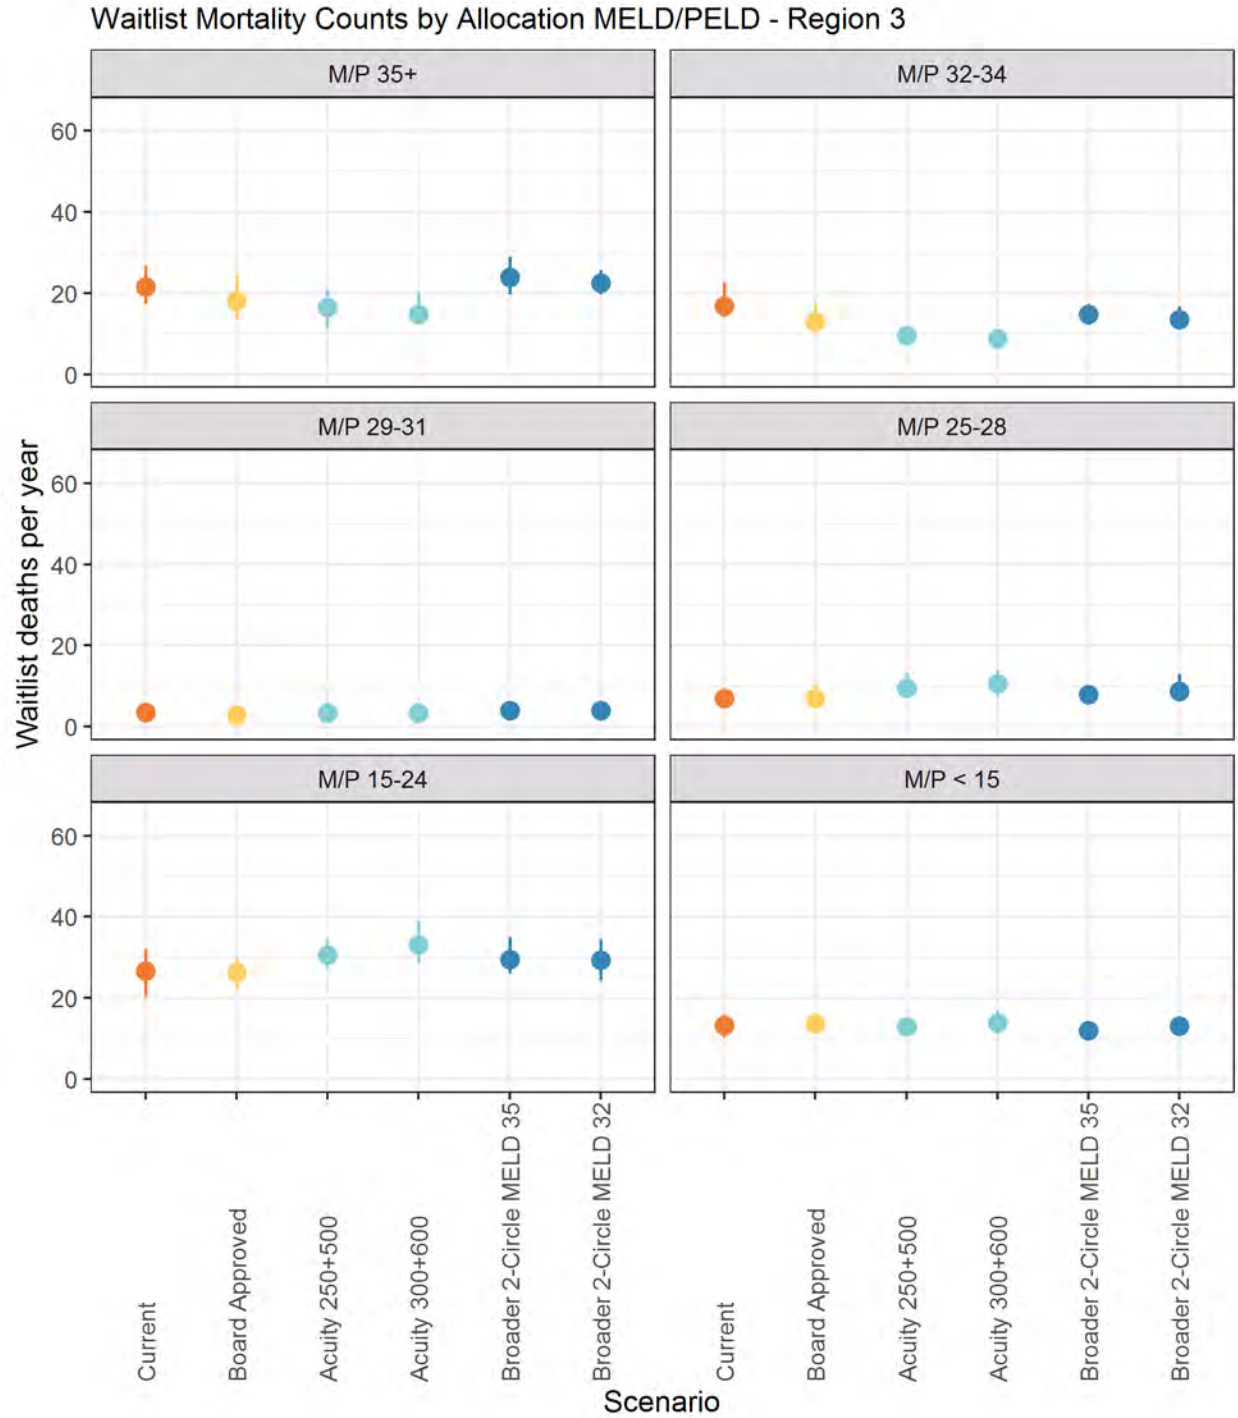 Waitlist Mortality Counts by Allocation MELD/PELD - Region 3
M/P 35+
M/P 32-34
60
40
20
0
M/P 29-31
M/P 25-28
60
40
20
0
M/P 15-24
M/P < 15
60
40
20
0
Waitlist deaths per year
Current
Board Approved
Acuity 250+500
Acuity 300+600
Broader 2-Circle MELD 35
Broader 2-Circle MELD 32
Current
Board Approved
Acuity 250+500
Acuity 300+600
Broader 2-Circle MELD 35
Broader 2-Circle MELD 32
Scenario